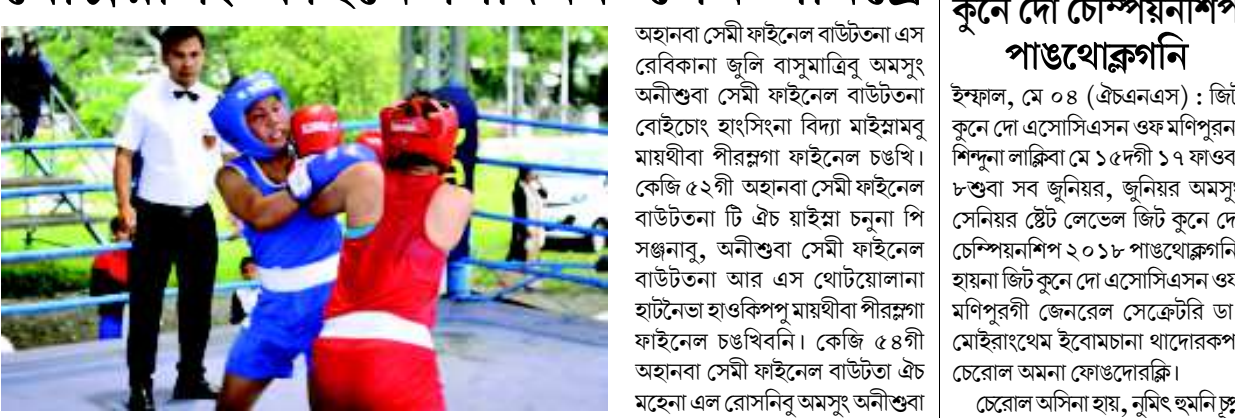 অহানবা সেমী ফাইনেল বাউটতনা এস
রেবিকানা জুলি বাসুমাত্রিবু অমসুং
অনীশুবা সেমী ফাইনেল বাউটতনা
বোইচোং হাংসিংনা বিদ্যা মাইস্নামবু
মায়থীবা পীরম্লগা ফাইনেল চঙখি।
কেজি ৫২গী অহানবা সেমী ফাইনেল
বাউটতনা টি ঐচ য়াইস্না চনুনা পি
সঞ্জনাবু, অনীশুবা সেমী ফাইনেল
বাউটতনা আর এস থোটয়োলানা
হাটনৈভা হাওকিপপু মায়থীবা পীরম্লগা
ফাইনেল চঙখিবনি। কেজি ৫৪গী
অহানবা সেমী ফাইনেল বাউটতা ঐচ
মহেনা এল রোসনিবু অমসুং অনীশুবা
কুনে দো চেম্পিয়নশিপ
পাঙথোক্লগনি
ইম্ফাল, মে ০৪ (ঐচএনএস) : জিট
কুনে দো এসোসিএসন ওফ মণিপুরনা
শিন্দুনা লাক্লিবা মে ১৫দগী ১৭ ফাওবা
৮শুবা সব জুনিয়র, জুনিয়র অমসুং
সেনিয়র ষ্টেট লেভেল জিট কুনে দো
চেম্পিয়নশিপ ২০১৮ পাঙথোক্লগনি
হায়না জিট কুনে দো এসোসিএসন ওফ
মণিপুরগী জেনরেল সেক্রেটরি ডা
মোইরাংথেম ইবোমচানা থাদোরকপা
চেরোল অমনা ফোঙদোরক্লি।
চেরোল অসিনা হায়, নুমিৎ হুমনি